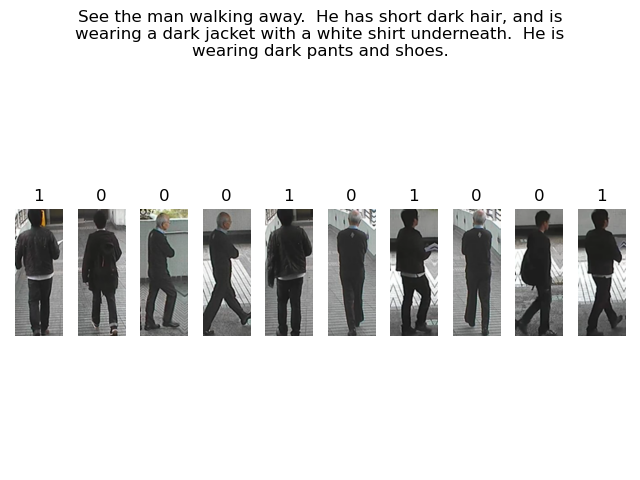 See the man walking away.  He has short dark hair, and is
wearing a dark jacket with a white shirt underneath.  He is
wearing dark pants and shoes.
1 0 0 0 1 0 1 0 0 1